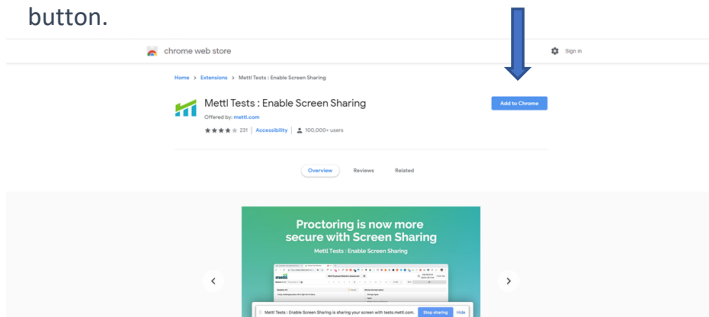 button.
chrome web store
Sign in
Home > Extensions > Mettl Tests : Enable Screen Sharing
Mettl Tests : Enable Screen Sharing
Add to Chrome
Offered by: mettl.com
231 | Accessibility | 100,000+ users
Overview Reviews Related
Proctoring is now more
secure with Screen Sharing
Mettl Tests : Enable Screen Sharing
Mettl Tests : Enable Screen Sharing is sharing your screen with tests.mettl.com. Stop sharing Hide